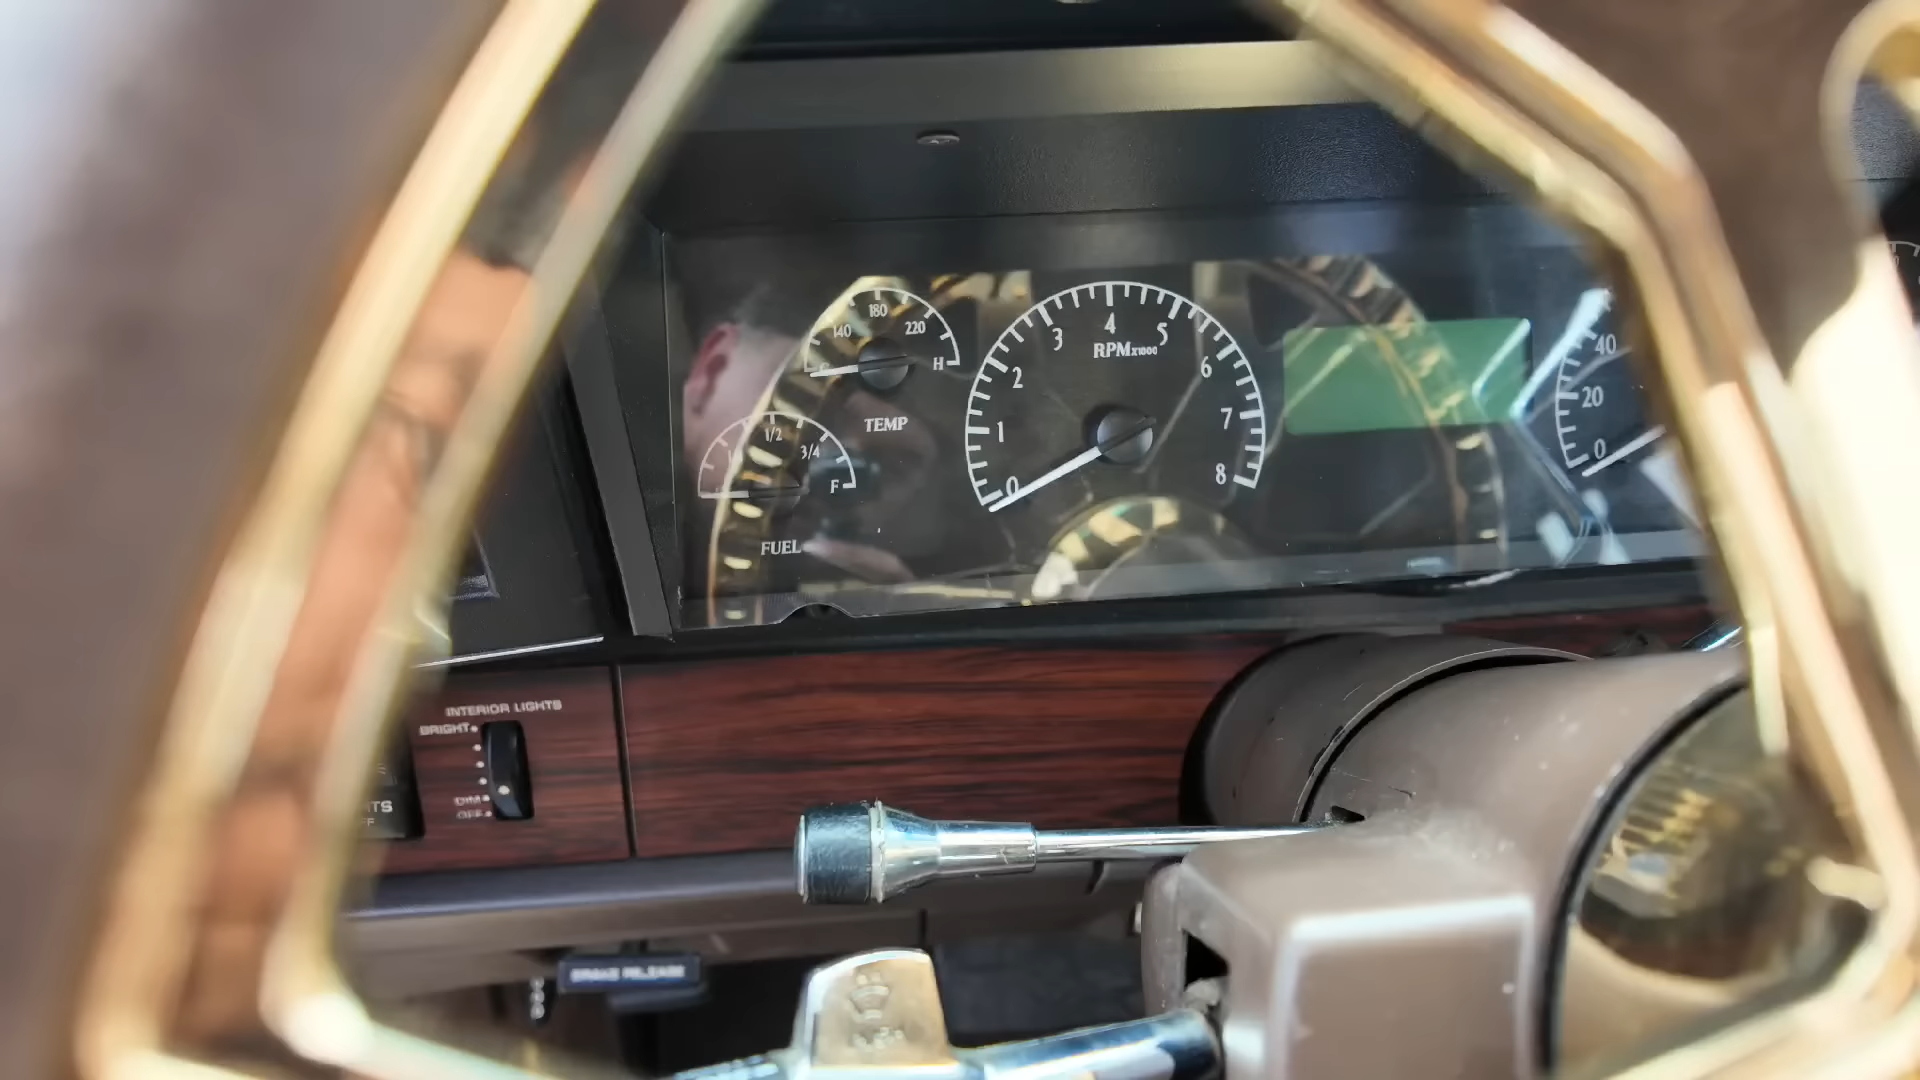 180
140
220
H
TEMP
1/2
3/4
F
FUEL
4
3
5
RPMx1000
2
6
1
7
0
8
40
20
0
INTERIOR LIGHTS
BRIGHT
DIM
OFF
BRAKE RELEASE